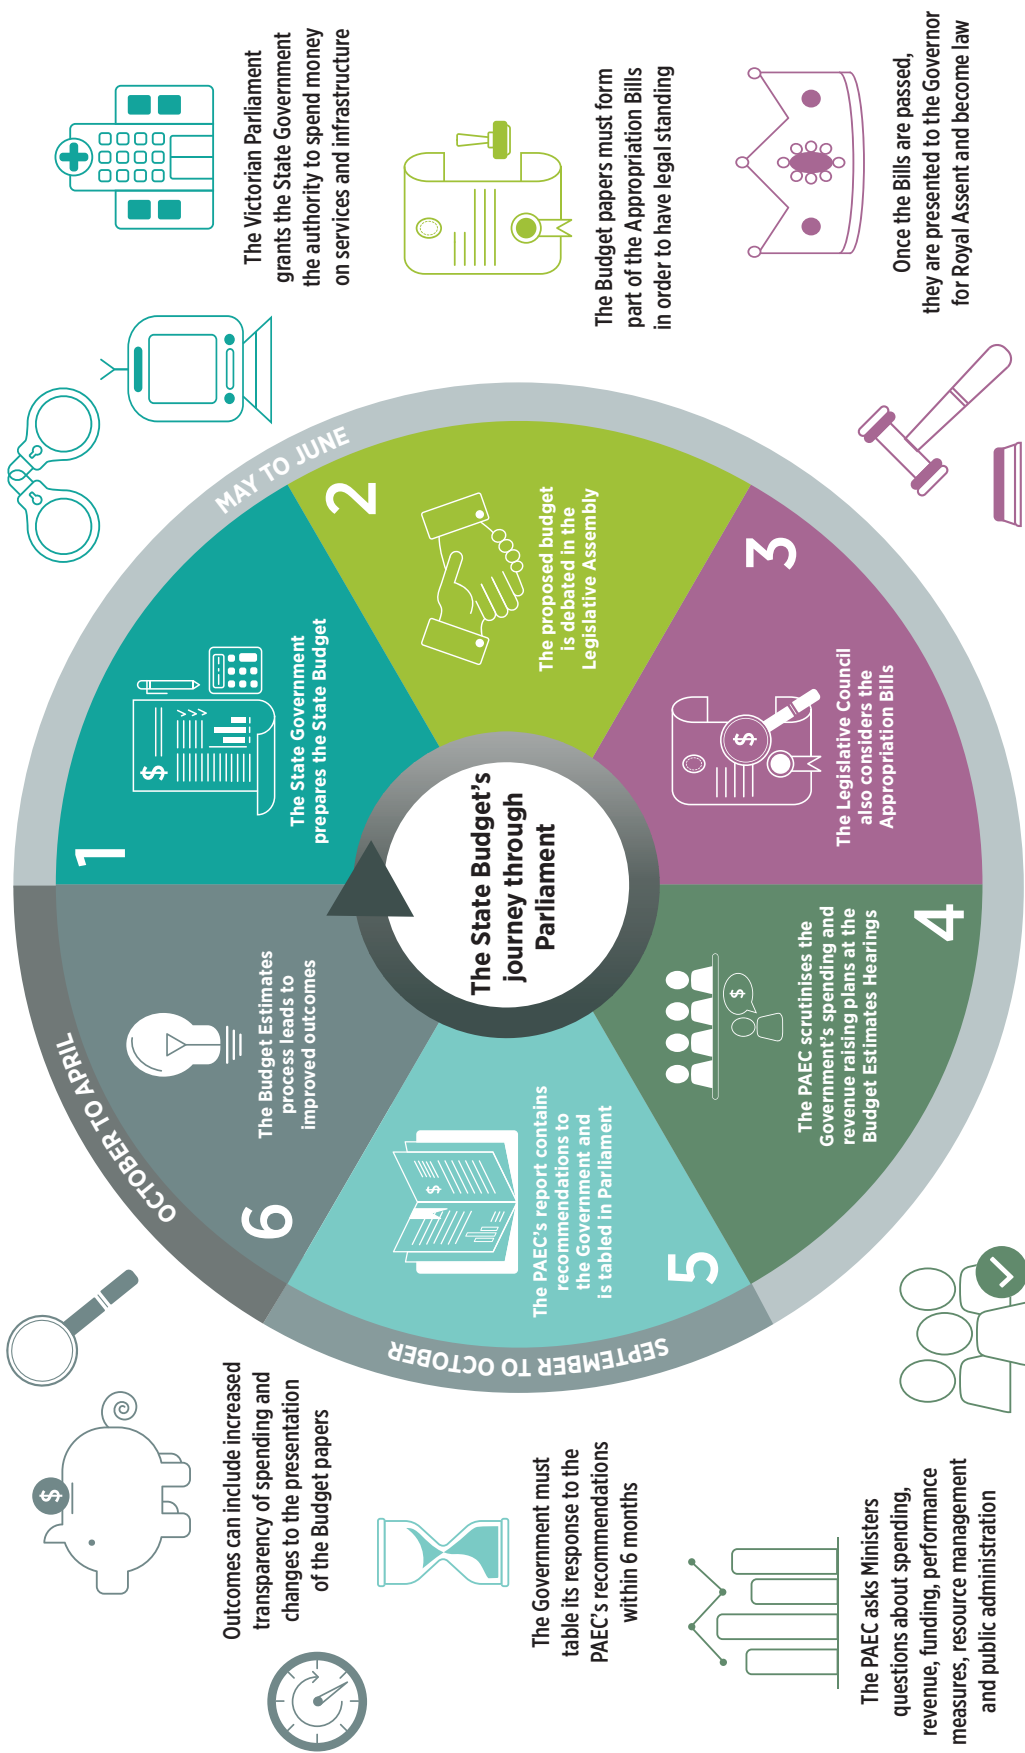 The State Budget's
journey through
Parliament
MAY TO JUNE
1
The State Government
prepares the State Budget
The Victorian Parliament
grants the State Government
the authority to spend money
on services and infrastructure
2
The proposed budget
is debated in the
Legislative Assembly
The Budget papers must form
part of the Appropriation Bills
in order to have legal standing
3
The Legislative Council
also considers the
Appropriation Bills
Once the Bills are passed,
they are presented to the Governor
for Royal Assent and become law
4
The PAEC scrutinises the
Government's spending and
revenue raising plans at the
Budget Estimates Hearings
The PAEC asks Ministers
questions about spending,
revenue, funding, performance
measures, resource management
and public administration
SEPTEMBER TO OCTOBER
5
The PAEC's report contains
recommendations to
the Government and
is tabled in Parliament
The Government must
table its response to the
PAEC's recommendations
within 6 months
OCTOBER TO APRIL
6
The Budget Estimates
process leads to
improved outcomes
Outcomes can include increased
transparency of spending and
changes to the presentation
of the Budget papers
$
$
$
$
$